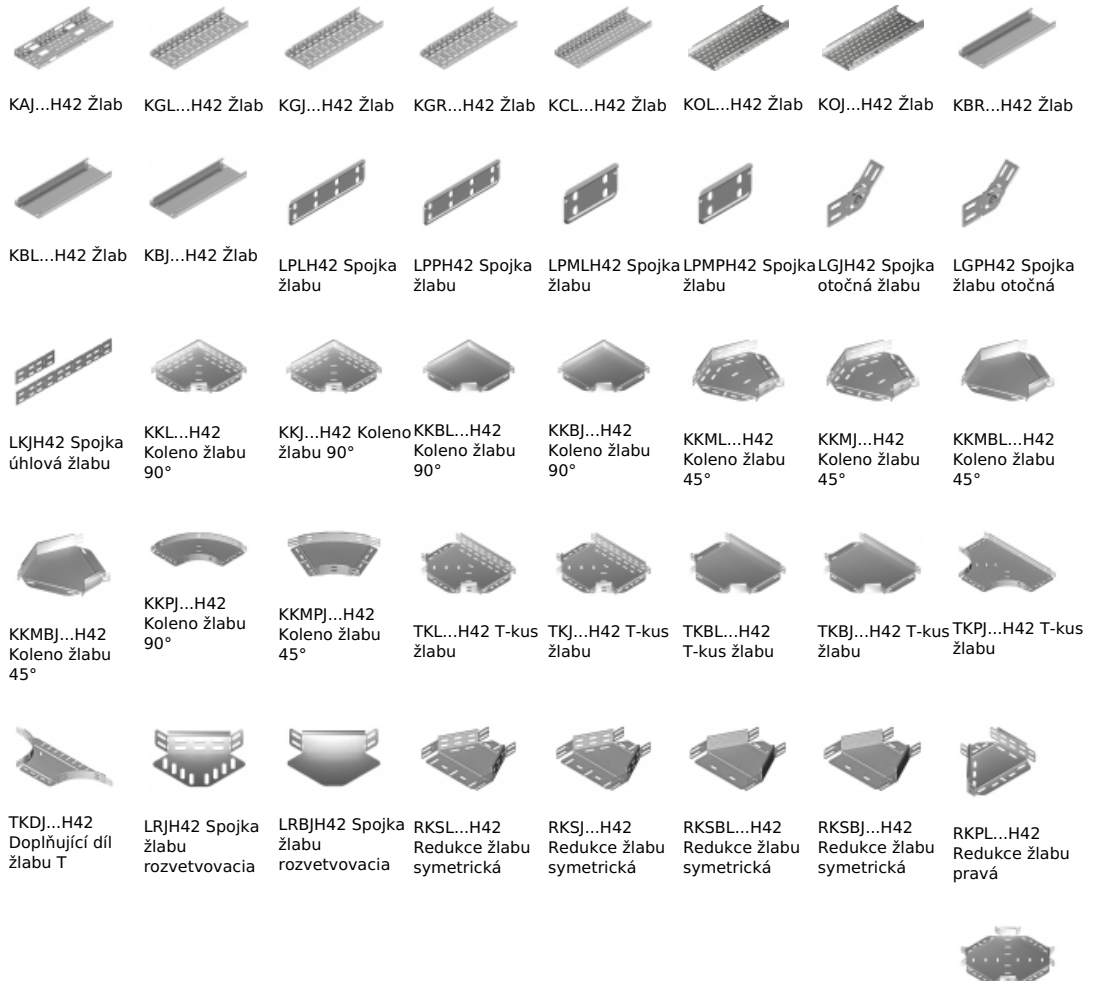 KAJ...H42 Žlab
KGL...H42 Žlab
KGJ...H42 Žlab
KGR...H42 Žlab
KCL...H42 Žlab
KOL...H42 Žlab
KOJ...H42 Žlab
KBR...H42 Žlab
KBL...H42 Žlab
KBJ...H42 Žlab
LPLH42 Spojka
žlabu
LPPH42 Spojka
žlabu
LPMLH42 Spojka
žlabu
LPMPH42 Spojka
žlabu
LGJH42 Spojka
otočná žlabu
LGPH42 Spojka
žlabu otočná
LKJH42 Spojka
úhlová žlabu
KKL...H42
Koleno žlabu
90°
KKJ...H42 Koleno
žlabu 90°
KKBL...H42
Koleno žlabu
90°
KKBJ...H42
Koleno žlabu
90°
KKML...H42
Koleno žlabu
45°
KKMJ...H42
Koleno žlabu
45°
KKMBL...H42
Koleno žlabu
45°
KKMBJ...H42
Koleno žlabu
45°
KKPJ...H42
Koleno žlabu
90°
KKMPJ...H42
Koleno žlabu
45°
TKL...H42 T-kus
žlabu
TKJ...H42 T-kus
žlabu
TKBL...H42
T-kus žlabu
TKBJ...H42 T-kus
žlabu
TKPJ...H42 T-kus
žlabu
TKDJ...H42
Doplňující díl
žlabu T
LRJH42 Spojka
žlabu
rozvetvovacia
LRBJH42 Spojka
žlabu
rozvetvovacia
RKSL...H42
Redukce žlabu
symetrická
RKSJ...H42
Redukce žlabu
symetrická
RKSBL...H42
Redukce žlabu
symetrická
RKSBJ...H42
Redukce žlabu
symetrická
RKPL...H42
Redukce žlabu
pravá